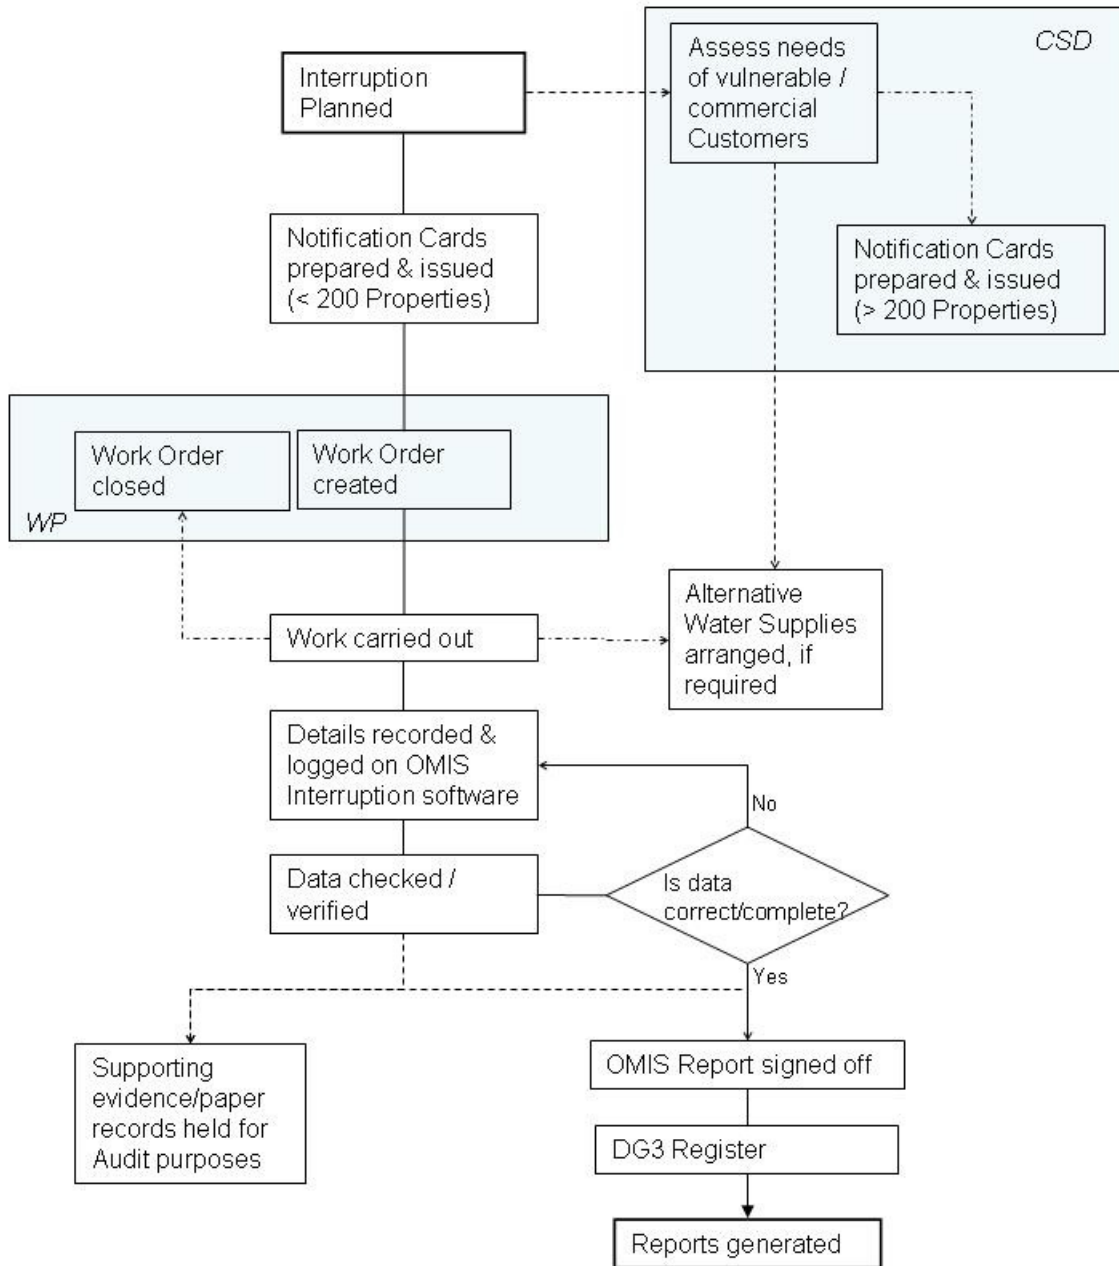 Interruption
Planned
Assess needs
of vulnerable /
commercial
Customers
CSD
Notification Cards
prepared & issued
(< 200 Properties)
Notification Cards
prepared & issued
(> 200 Properties)
Work Order
closed
Work Order
created
WP
Work carried out
Alternative
Water Supplies
arranged, if
required
Details recorded &
logged on OMIS
Interruption software
No
Data checked /
verified
Is data
correct/complete?
Yes
Supporting
evidence/paper
records held for
Audit purposes
OMIS Report signed off
DG3 Register
Reports generated